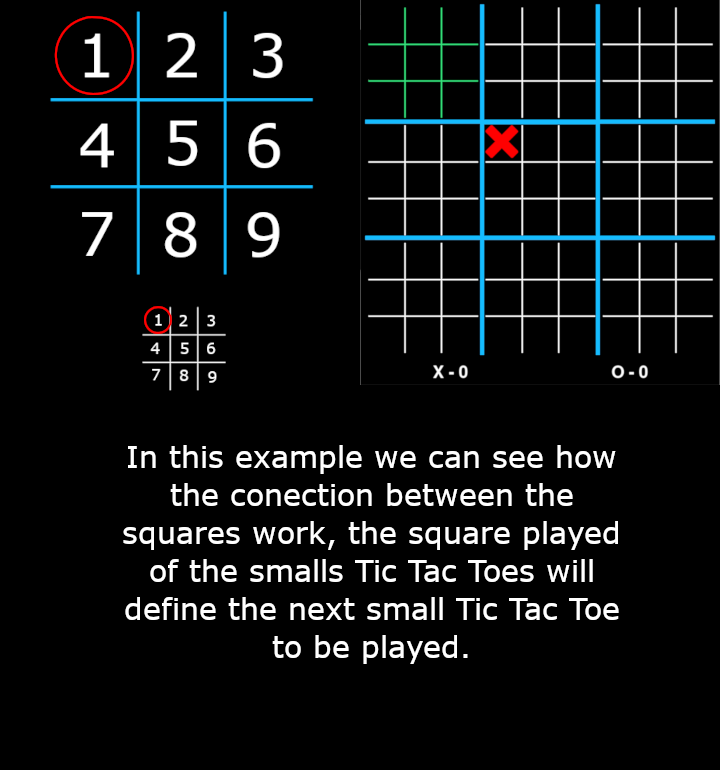 1 2 3
4 5 6
7 8 9
1 2 3
4 5 6
7 8 9
X - 0 O - 0
In this example we can see how
the conection between the
squares work, the square played
of the smalls Tic Tac Toes will
define the next small Tic Tac Toe
to be played.